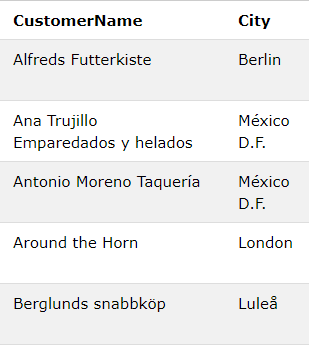 CustomerName City
Alfreds Futterkiste Berlin
Ana Trujillo México
Emparedados y helados D.F.
Antonio Moreno Taquería México
D.F.
Around the Horn London
Berglunds snabbköp Luleå